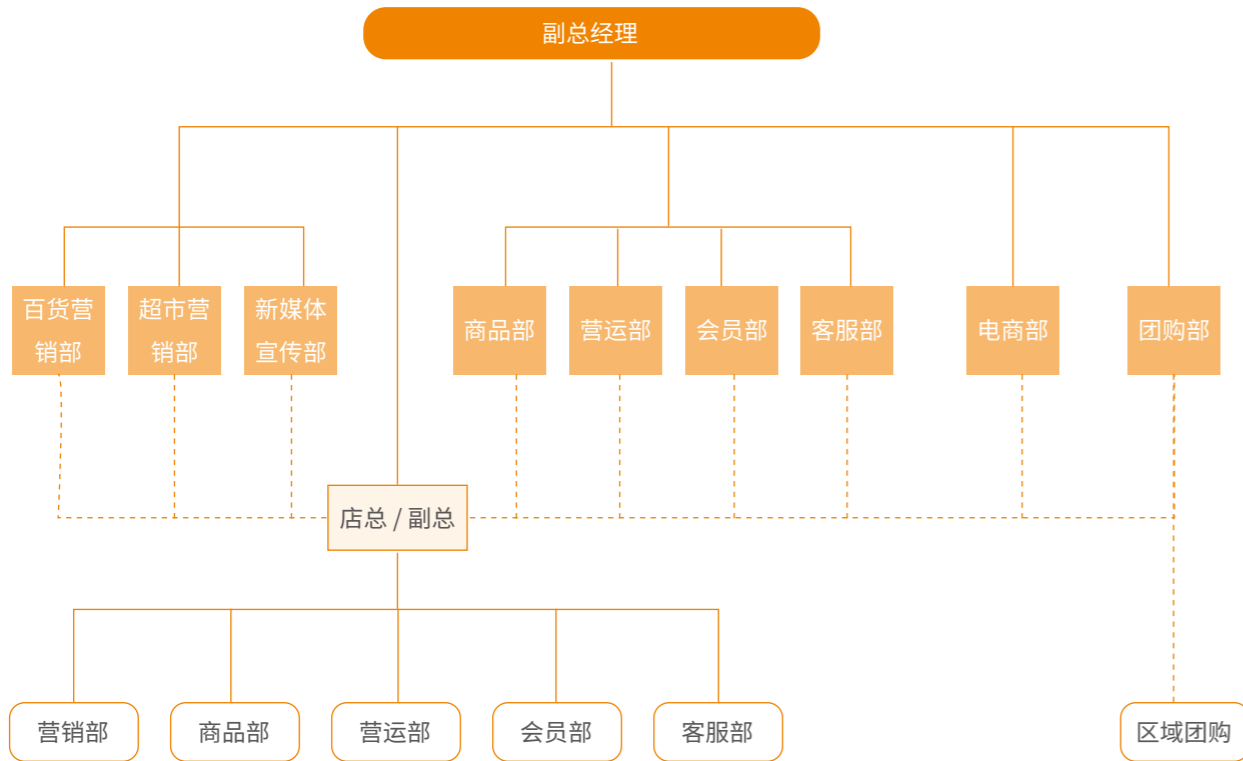 副总经理
百货营
销部
超市营
销部
新媒体
宣传部
商品部
营运部
会员部
客服部
电商部
团购部
店总 / 副总
营销部
商品部
营运部
会员部
客服部
区域团购